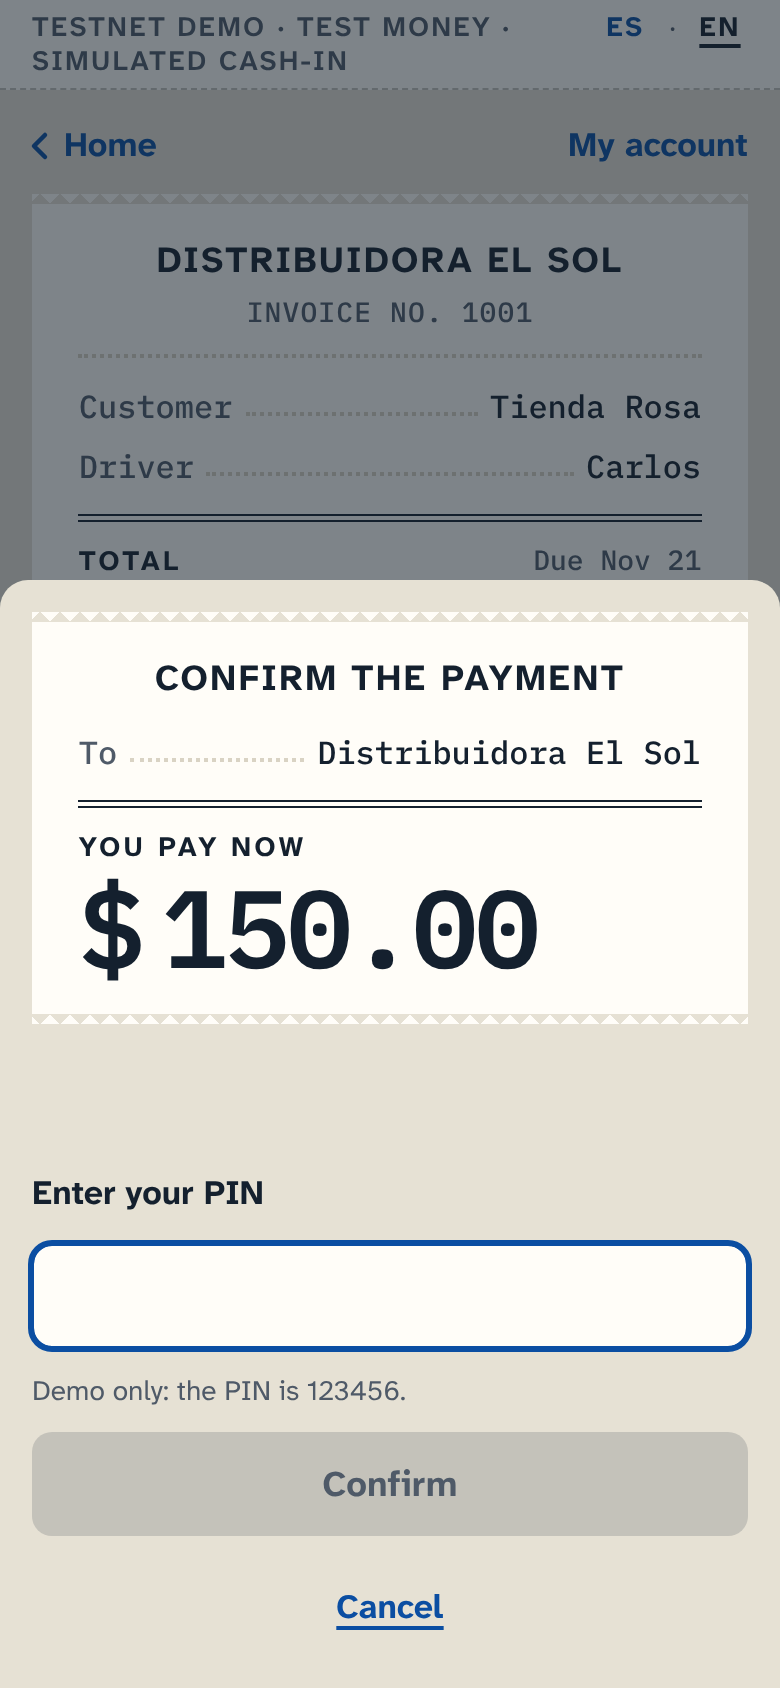 TESTNET DEMO · TEST MONEY · SIMULATED CASH-IN
ES · EN
Home
My account
DISTRIBUIDORA EL SOL
INVOICE NO. 1001
Customer Tienda Rosa
Driver Carlos
TOTAL Due Nov 21
CONFIRM THE PAYMENT
To Distribuidora El Sol
YOU PAY NOW
$150.00
Enter your PIN
Demo only: the PIN is 123456.
Confirm
Cancel